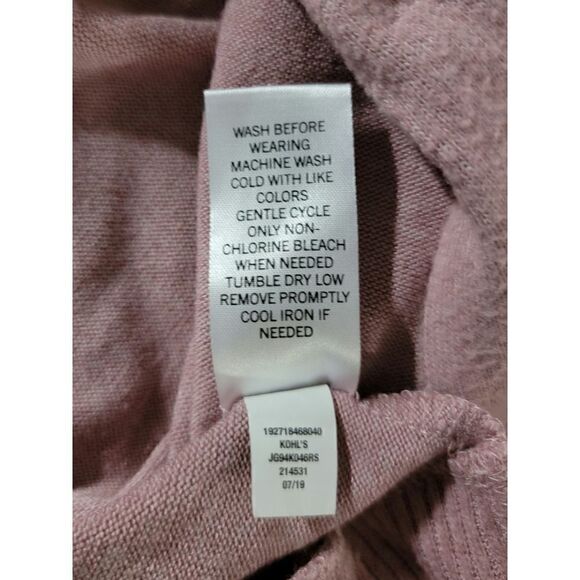 WASH BEFORE
WEARING
MACHINE WASH
COLD WITH LIKE
COLORS
GENTLE CYCLE
ONLY NON-
CHLORINE BLEACH
WHEN NEEDED
TUMBLE DRY LOW
REMOVE PROMPTLY
COOL IRON IF
NEEDED
192718468040
KOHL'S
JG94K046RS
214531
07/19